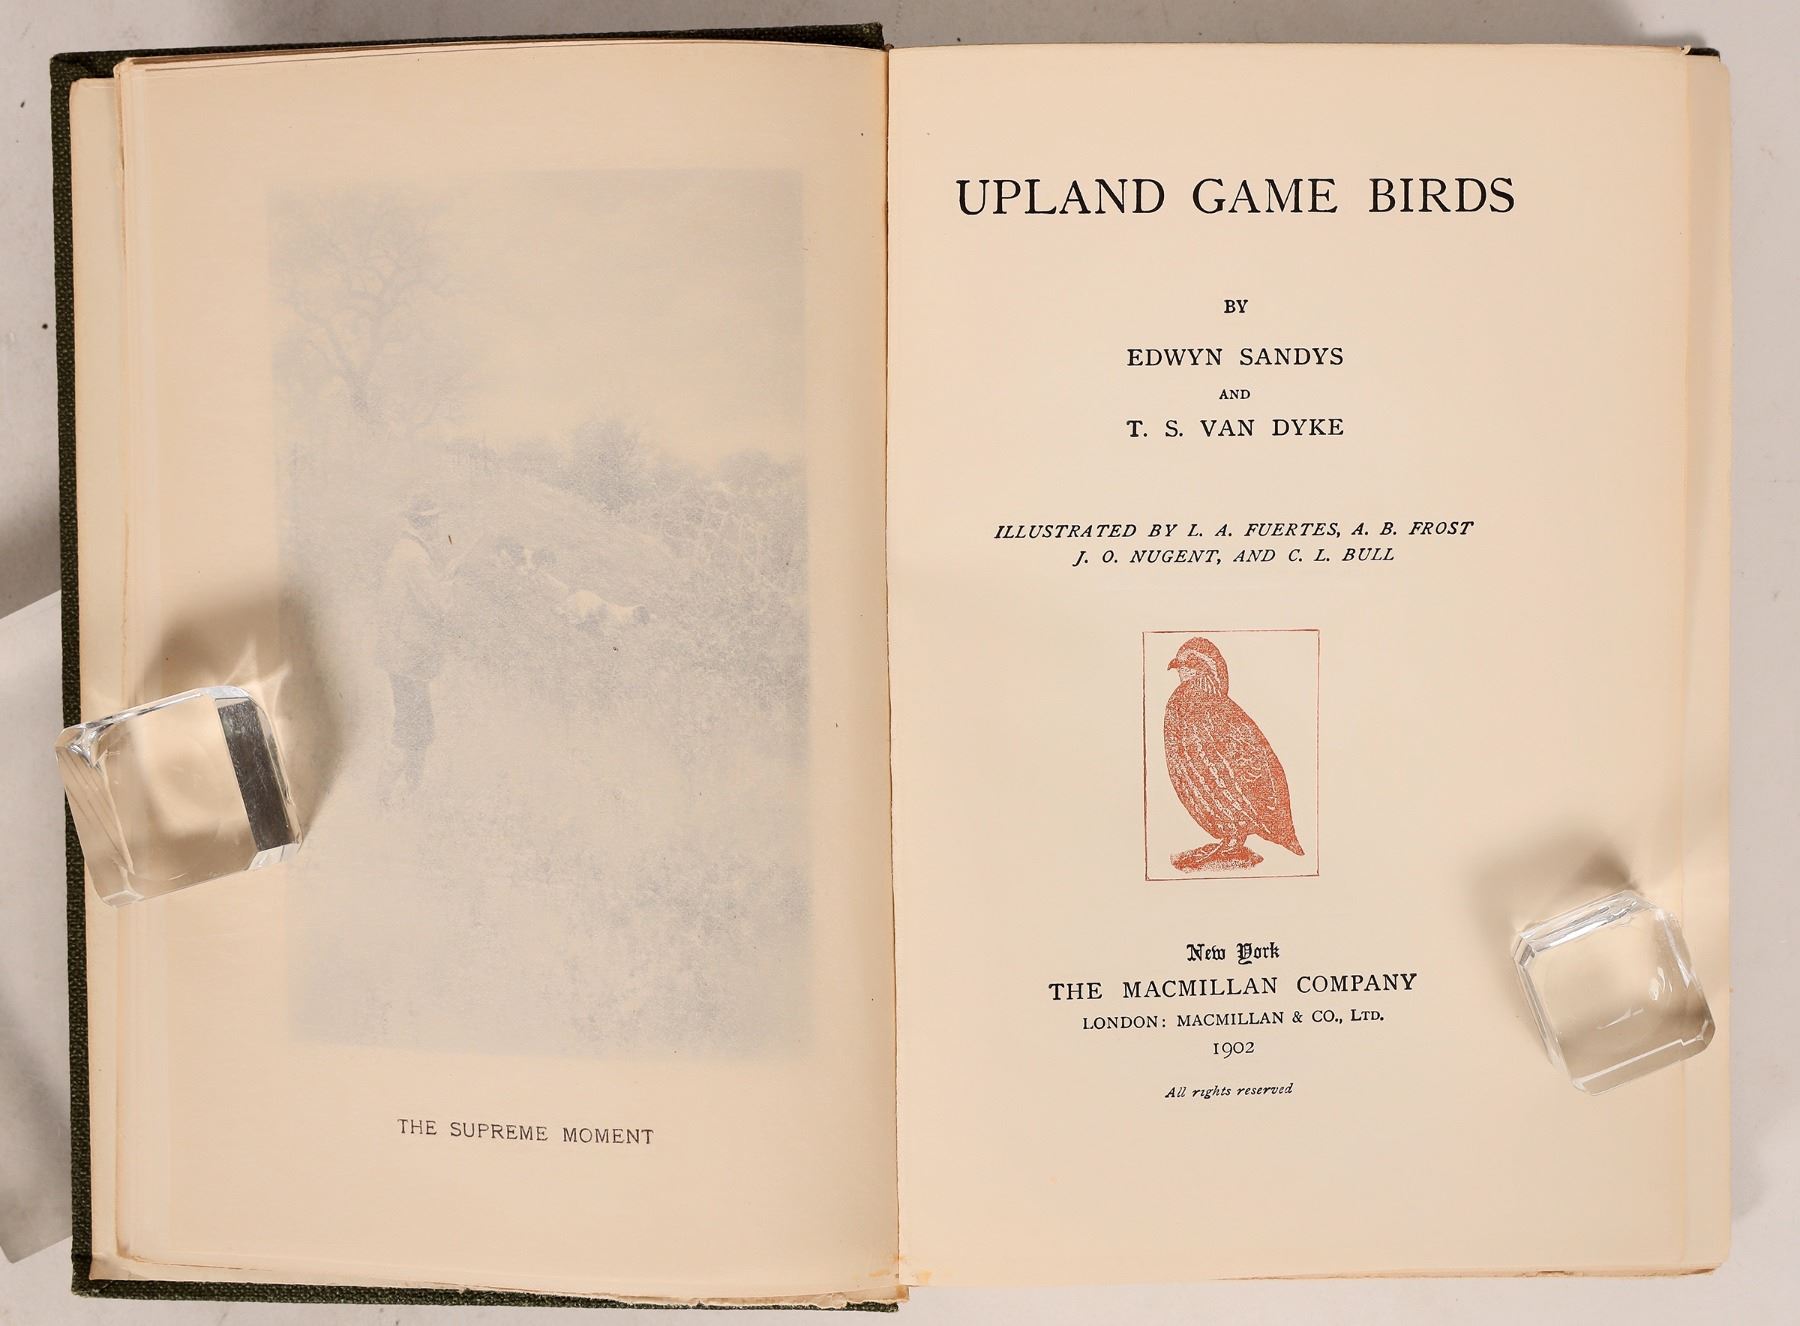 THE SUPREME MOMENT
UPLAND GAME BIRDS
BY
EDWYN SANDYS
AND
T. S. VAN DYKE
ILLUSTRATED BY L. A. FUERTES, A. B. FROST
J. O. NUGENT, AND C. L. BULL
New York
THE MACMILLAN COMPANY
LONDON: MACMILLAN & CO., LTD.
1902
All rights reserved